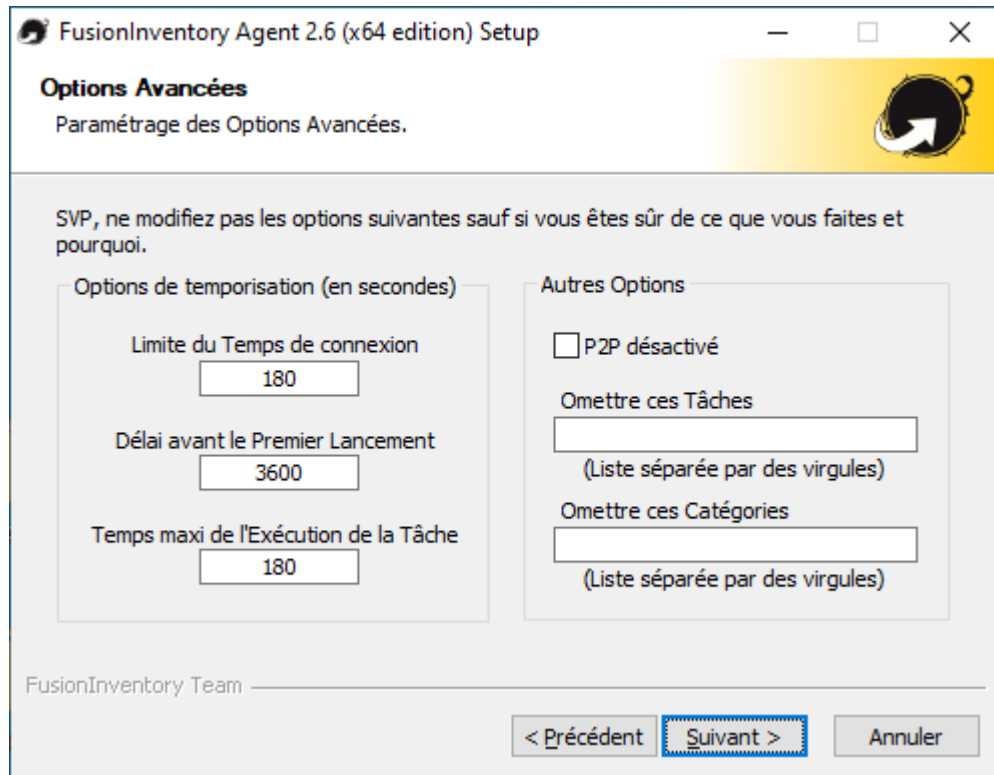 FusionInventory Agent 2.6 (x64 edition) Setup
Options Avancées
Paramétrage des Options Avancées.
SVP, ne modifiez pas les options suivantes sauf si vous êtes sûr de ce que vous faites et
pourquoi.
Options de temporisation (en secondes)
Limite du Temps de connexion
180
Délai avant le Premier Lancement
3600
Temps maxi de l'Exécution de la Tâche
180
Autres Options
P2P désactivé
Omettre ces Tâches
(Liste séparée par des virgules)
Omettre ces Catégories
(Liste séparée par des virgules)
FusionInventory Team
< Précédent
Suivant >
Annuler